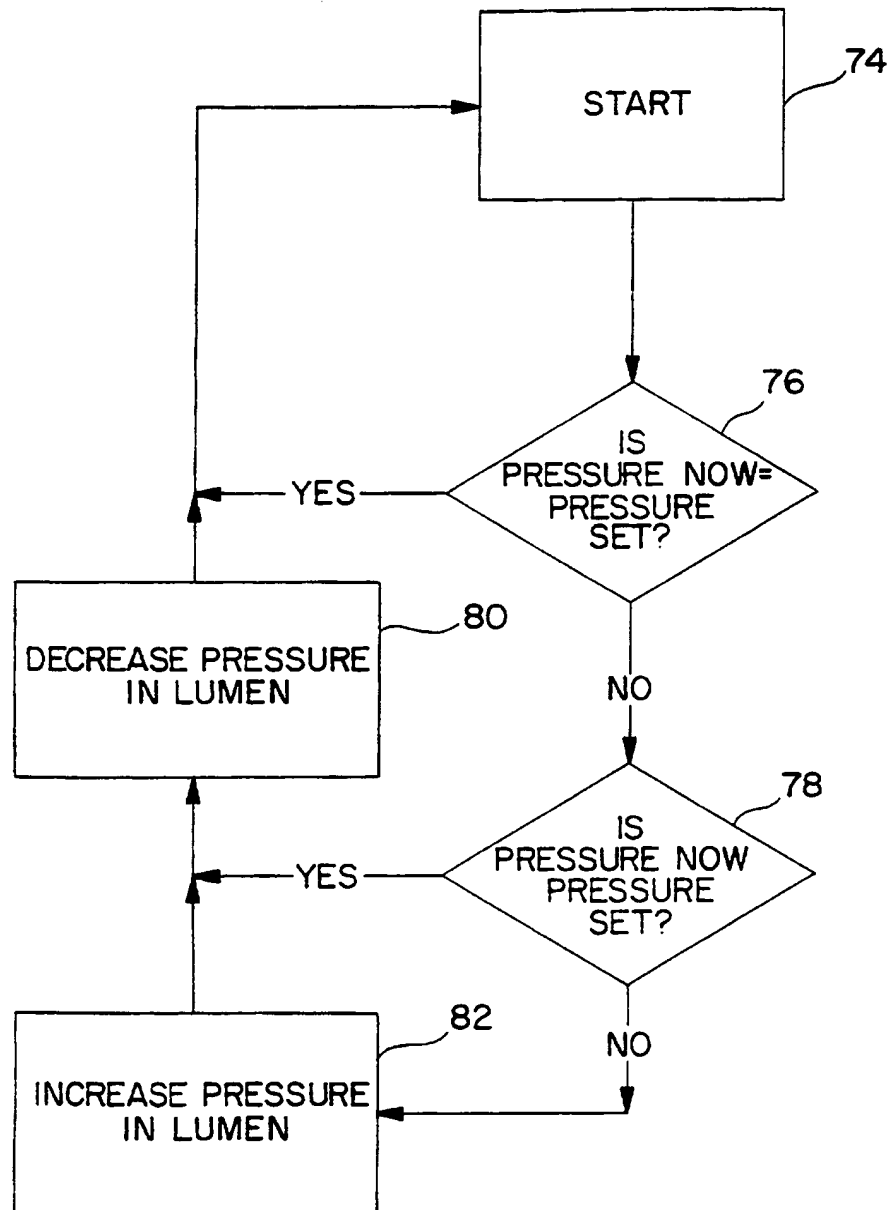 START
74
76
IS
PRESSURE NOW=
PRESSURE
SET?
YES
NO
80
DECREASE PRESSURE
IN LUMEN
78
IS
PRESSURE NOW
PRESSURE
SET?
YES
NO
82
INCREASE PRESSURE
IN LUMEN